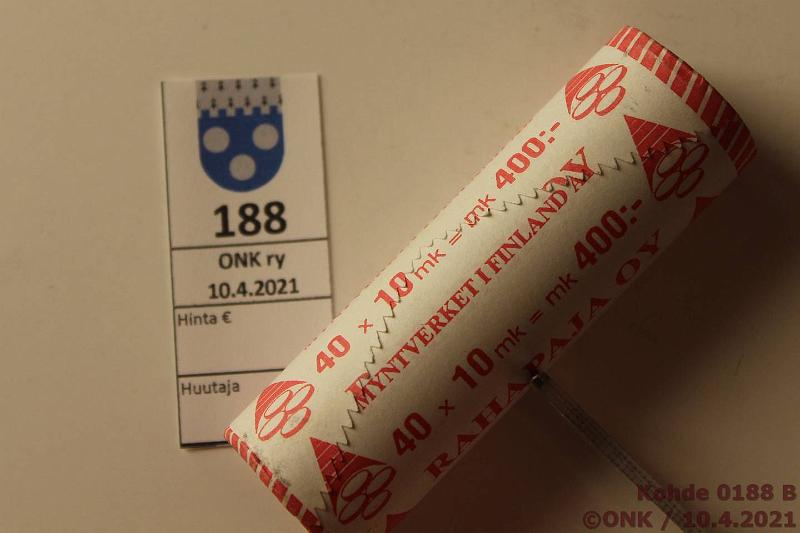 188
ONK ry
10.4.2021
Hinta €
Huutaja
40 x 10 mk = mk 400:-
MYNTVERKET I FINLAND AB
40 x 10 mk = mk 400:-
RAHAPAJA OY
Kohde 0188 B
©ONK / 10.4.2021